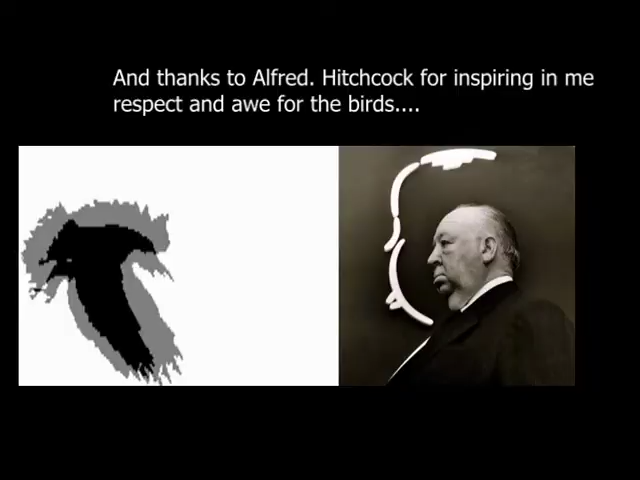 And thanks to Alfred. Hitchcock for inspiring in me
respect and awe for the birds....